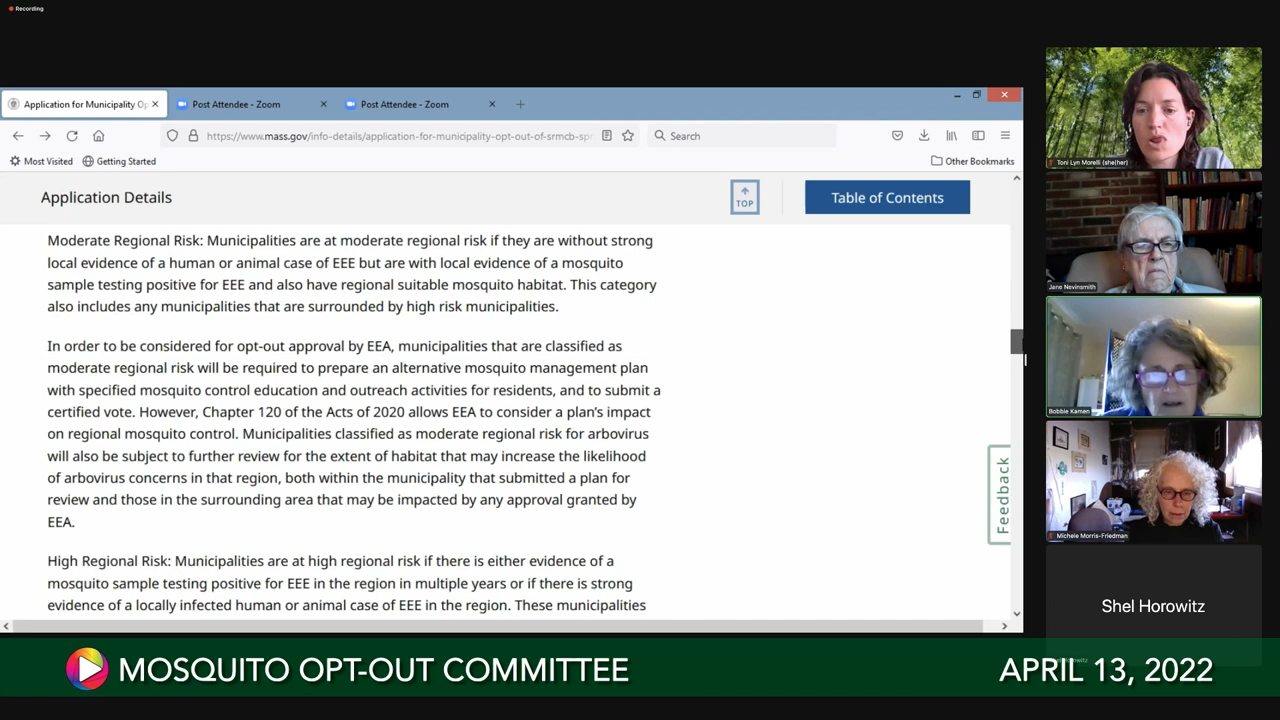 Recording
Application for Municipality Op
Post Attendee - Zoom
Post Attendee - Zoom
https://www.mass.gov/info-details/application-for-municipality-opt-out-of-srmcb-spr
Search
Most Visited
Getting Started
Other Bookmarks
Application Details
TOP
Table of Contents
Moderate Regional Risk: Municipalities are at moderate regional risk if they are without strong
local evidence of a human or animal case of EEE but are with local evidence of a mosquito
sample testing positive for EEE and also have regional suitable mosquito habitat. This category
also includes any municipalities that are surrounded by high risk municipalities.
In order to be considered for opt-out approval by EEA, municipalities that are classified as
moderate regional risk will be required to prepare an alternative mosquito management plan
with specified mosquito control education and outreach activities for residents, and to submit a
certified vote. However, Chapter 120 of the Acts of 2020 allows EEA to consider a plan's impact
on regional mosquito control. Municipalities classified as moderate regional risk for arbovirus
will also be subject to further review for the extent of habitat that may increase the likelihood
of arbovirus concerns in that region, both within the municipality that submitted a plan for
review and those in the surrounding area that may be impacted by any approval granted by
EEA.
High Regional Risk: Municipalities are at high regional risk if there is either evidence of a
mosquito sample testing positive for EEE in the region in multiple years or if there is strong
evidence of a locally infected human or animal case of EEE in the region. These municipalities
Feedback
Toni Lyn Morelli (she|her)
Jane Nevinsmith
Bobbie Kamen
Michele Morris-Friedman
Shel Horowitz
MOSQUITO OPT-OUT COMMITTEE
APRIL 13, 2022